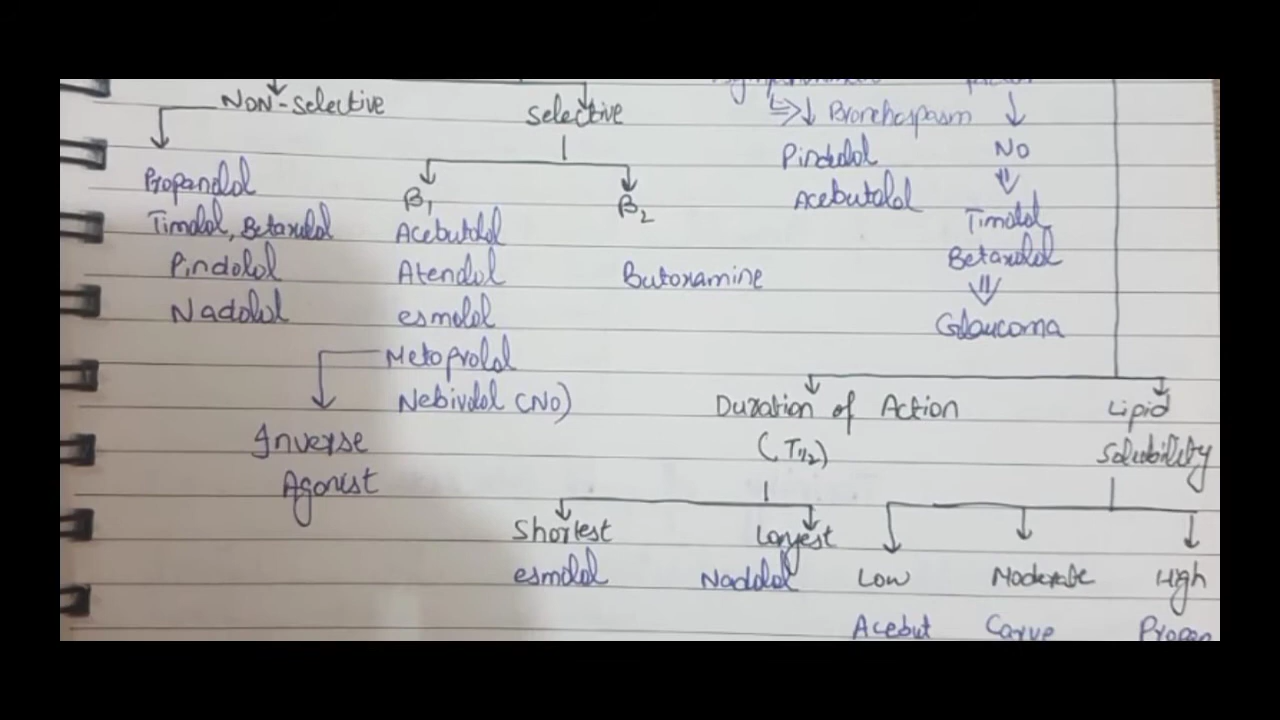 Non-selective
Selective
↓ Bronchospasm
Pindolol
Acebutolol
No
Timolol
Betaxolol
Glaucoma
Propanolol
Timolol, Betaxolol
Pindolol
Nadolol
β1
Acebutolol
Atenolol
esmolol
Metoprolol
Nebivolol (NO)
Inverse
Agonist
β2
Butoxamine
Duration of Action
(T1/2)
Shortest
esmolol
Longest
Nadolol
Lipid
Solubility
Low
Acebut
Moderate
Carve
High
Propan